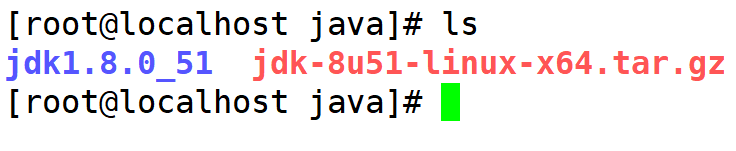 [root@localhost java]# ls
jdk1.8.0_51  jdk-8u51-linux-x64.tar.gz
[root@localhost java]#